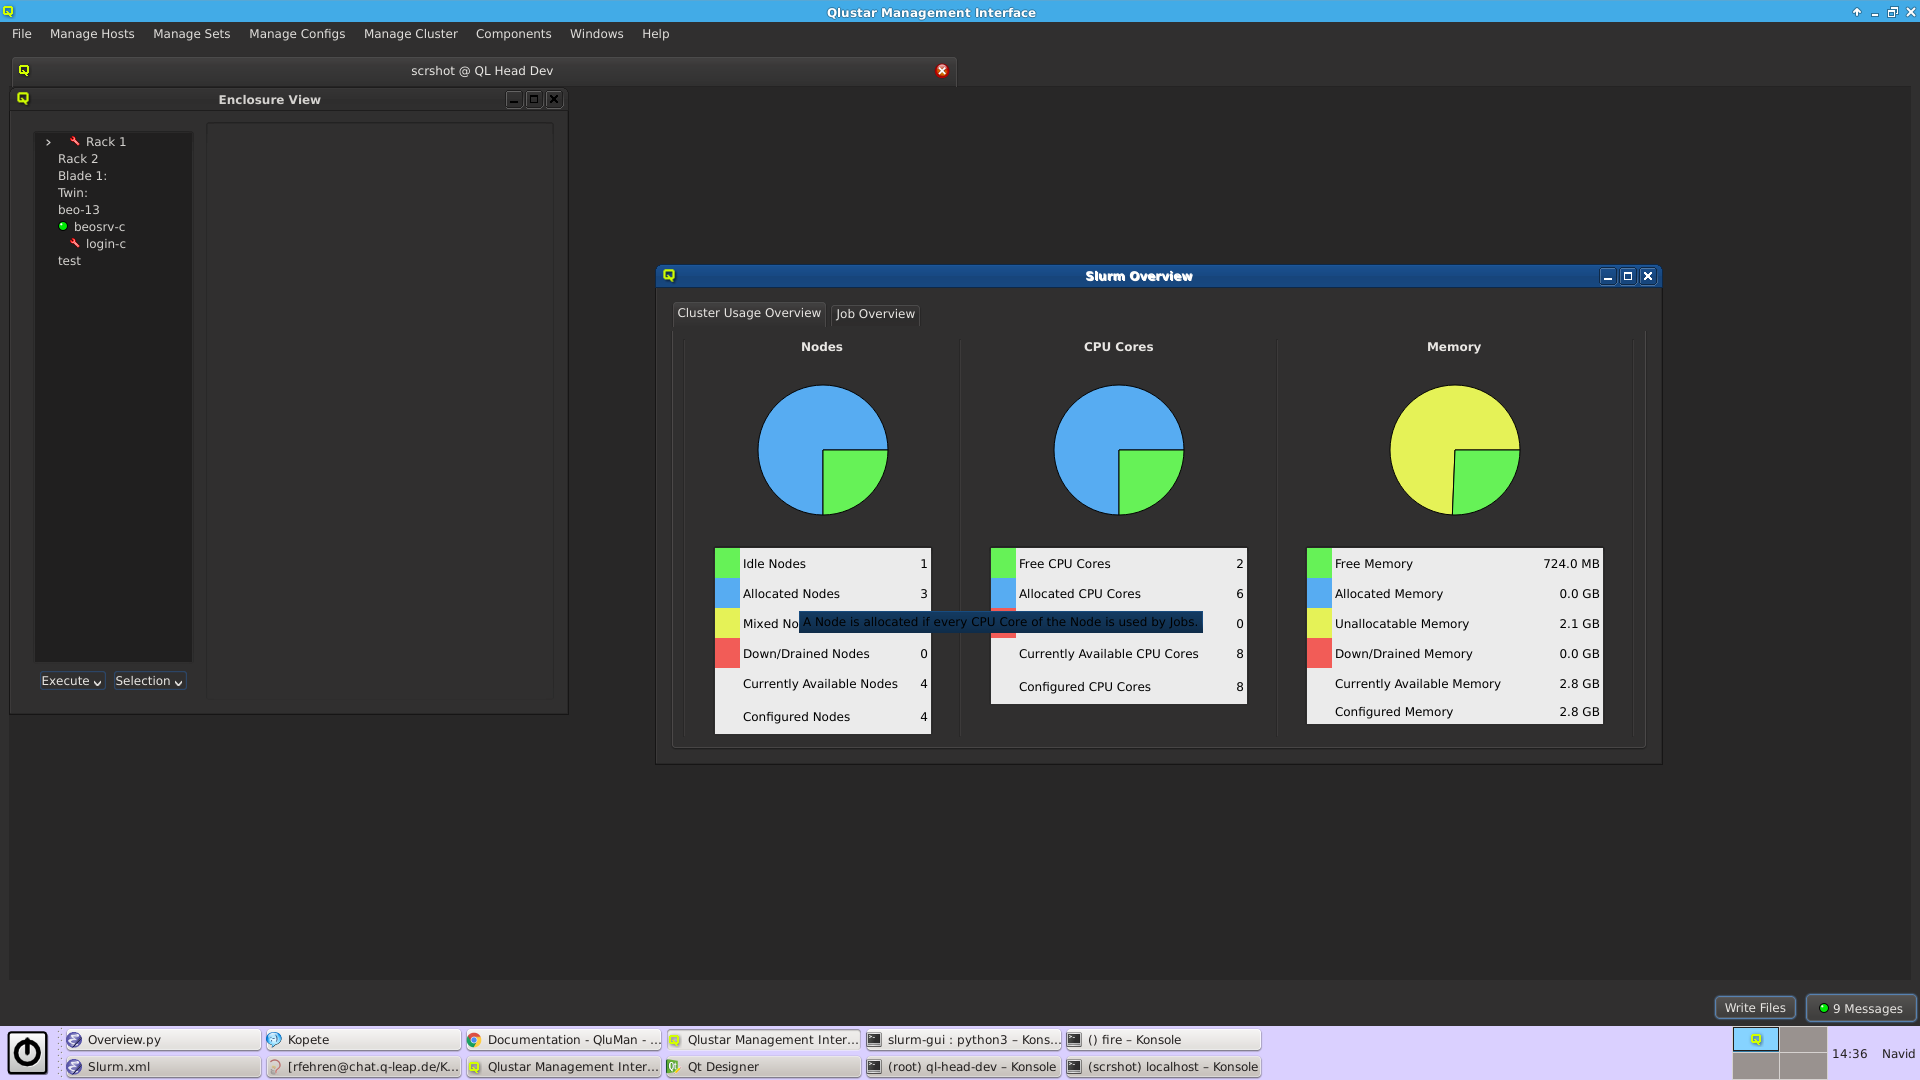 Qlustar Management Interface
File Manage Hosts Manage Sets Manage Configs Manage Cluster Components Windows Help
scrshot @ QL Head Dev
Enclosure View
Rack 1
Rack 2
Blade 1:
Twin:
beo-13
beosrv-c
login-c
test
Execute Selection
Slurm Overview
Cluster Usage Overview Job Overview
Nodes
Idle Nodes 1
Allocated Nodes 3
Mixed No
Down/Drained Nodes 0
Currently Available Nodes 4
Configured Nodes 4
A Node is allocated if every CPU Core of the Node is used by Jobs.
CPU Cores
Free CPU Cores 2
Allocated CPU Cores 6
0
Currently Available CPU Cores 8
Configured CPU Cores 8
Memory
Free Memory 724.0 MB
Allocated Memory 0.0 GB
Unallocatable Memory 2.1 GB
Down/Drained Memory 0.0 GB
Currently Available Memory 2.8 GB
Configured Memory 2.8 GB
Write Files 9 Messages
Overview.py Kopete Documentation - QluMan - ... Qlustar Management Inter... slurm-gui : python3 – Kons... () fire – Konsole
Slurm.xml [rfehren@chat.q-leap.de/K... Qlustar Management Inter... Qt Designer (root) ql-head-dev – Konsole (scrshot) localhost – Konsole
14:36 Navid